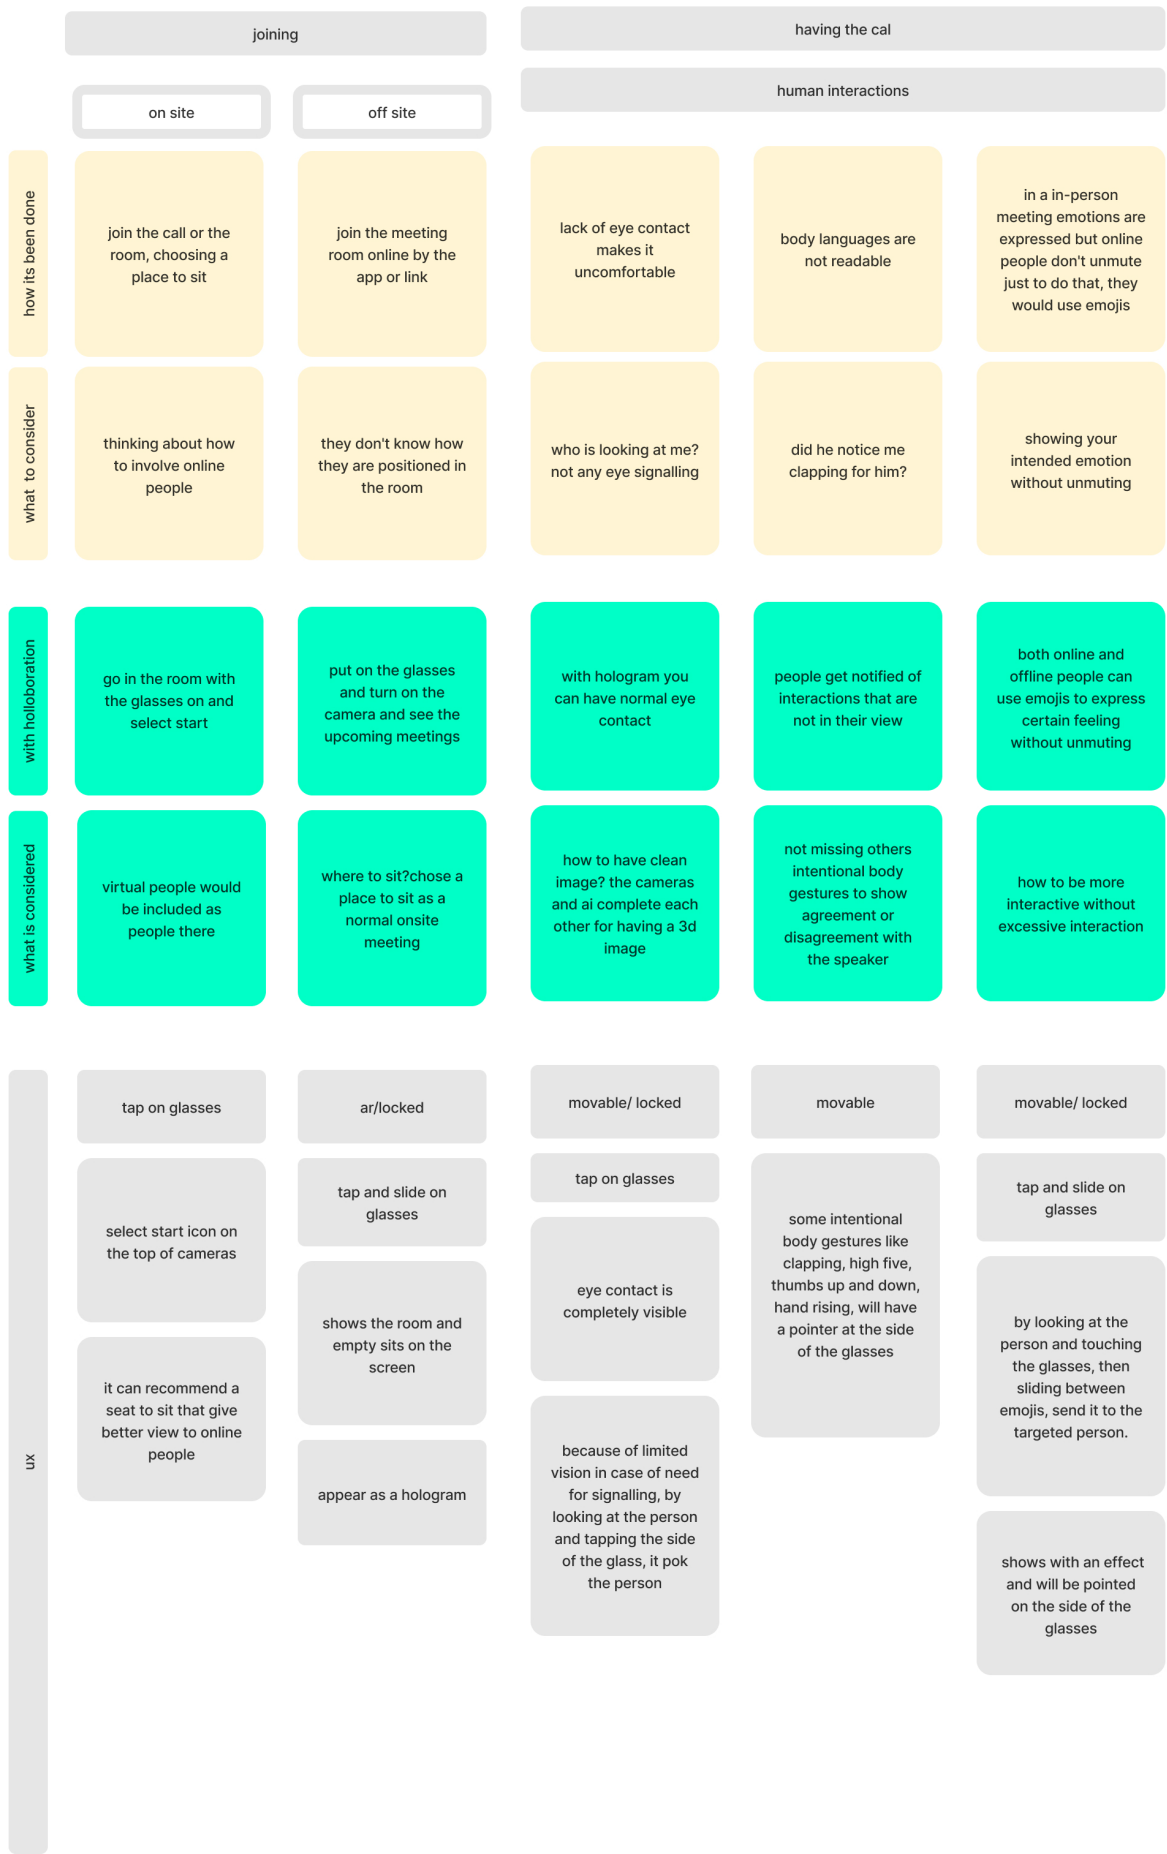 joining
having the cal
human interactions
on site
off site
how its been done
join the call or the
room, choosing a
place to sit
join the meeting
room online by the
app or link
lack of eye contact
makes it
uncomfortable
body languages are
not readable
in a in-person
meeting emotions are
expressed but online
people don't unmute
just to do that, they
would use emojis
what to consider
thinking about how
to involve online
people
they don't know how
they are positioned in
the room
who is looking at me?
not any eye signalling
did he notice me
clapping for him?
showing your
intended emotion
without unmuting
with holloboration
go in the room with
the glasses on and
select start
put on the glasses
and turn on the
camera and see the
upcoming meetings
with hologram you
can have normal eye
contact
people get notified of
interactions that are
not in their view
both online and
offline people can
use emojis to express
certain feeling
without unmuting
what is considered
virtual people would
be included as
people there
where to sit?chose a
place to sit as a
normal onsite
meeting
how to have clean
image? the cameras
and ai complete each
other for having a 3d
image
not missing others
intentional body
gestures to show
agreement or
disagreement with
the speaker
how to be more
interactive without
excessive interaction
ux
tap on glasses
select start icon on
the top of cameras
it can recommend a
seat to sit that give
better view to online
people
ar/locked
tap and slide on
glasses
shows the room and
empty sits on the
screen
appear as a hologram
movable/ locked
tap on glasses
eye contact is
completely visible
because of limited
vision in case of need
for signalling, by
looking at the person
and tapping the side
of the glass, it pok
the person
movable
some intentional
body gestures like
clapping, high five,
thumbs up and down,
hand rising, will have
a pointer at the side
of the glasses
movable/ locked
tap and slide on
glasses
by looking at the
person and touching
the glasses, then
sliding between
emojis, send it to the
targeted person.
shows with an effect
and will be pointed
on the side of the
glasses